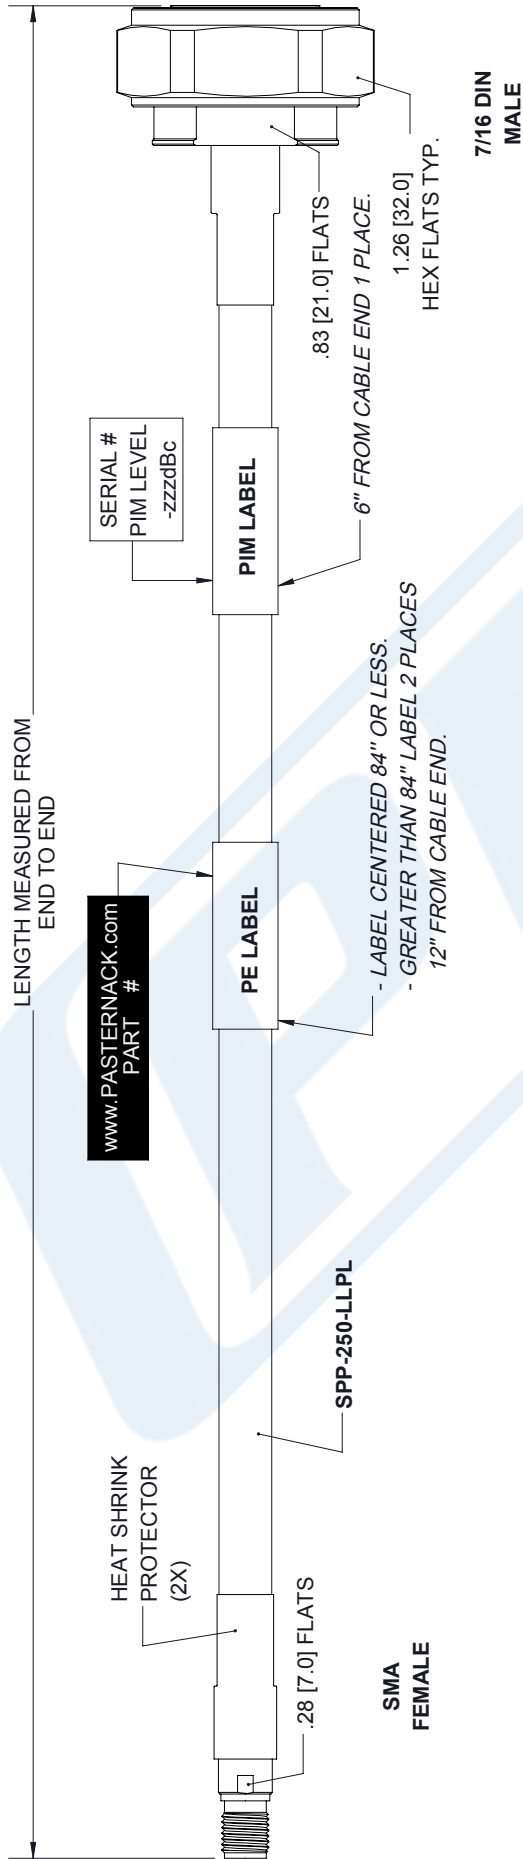 LENGTH MEASURED FROM
END TO END
HEAT SHRINK
PROTECTOR
(2X)
www.PASTERNACK.com
PART #
SERIAL #
PIM LEVEL
-zzzdBc
PE LABEL
PIM LABEL
.28 [7.0] FLATS
SPP-250-LLPL
- LABEL CENTERED 84" OR LESS.
- GREATER THAN 84" LABEL 2 PLACES
12" FROM CABLE END.
6" FROM CABLE END 1 PLACE.
.83 [21.0] FLATS
1.26 [32.0]
HEX FLATS TYP.
SMA
FEMALE
7/16 DIN
MALE